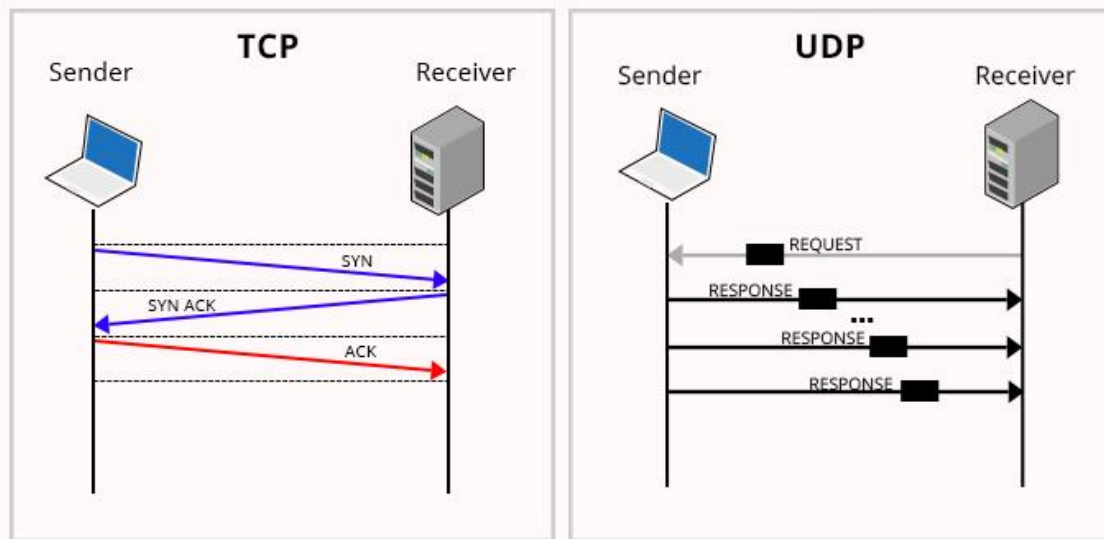 TCP
Sender
Receiver
SYN
SYN ACK
ACK
UDP
Sender
Receiver
REQUEST
RESPONSE
...
RESPONSE
RESPONSE